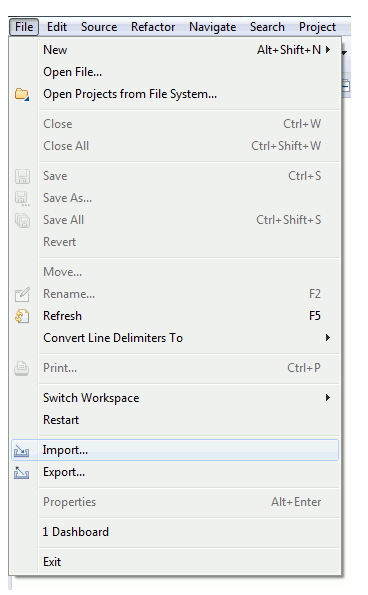 File Edit Source Refactor Navigate Search Project
New Alt+Shift+N
Open File...
Open Projects from File System...
Close Ctrl+W
Close All Ctrl+Shift+W
Save Ctrl+S
Save As...
Save All Ctrl+Shift+S
Revert
Move...
Rename... F2
Refresh F5
Convert Line Delimiters To
Print... Ctrl+P
Switch Workspace
Restart
Import...
Export...
Properties Alt+Enter
1 Dashboard
Exit